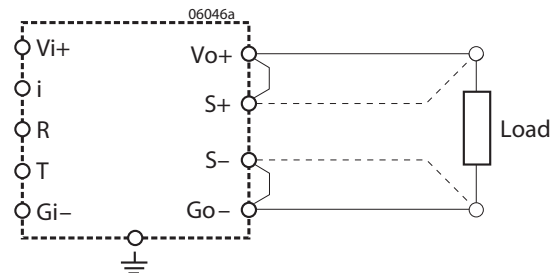 06046a
Vi+
Vo+
i
S+
R
Load
S–
T
Gi–
Go –